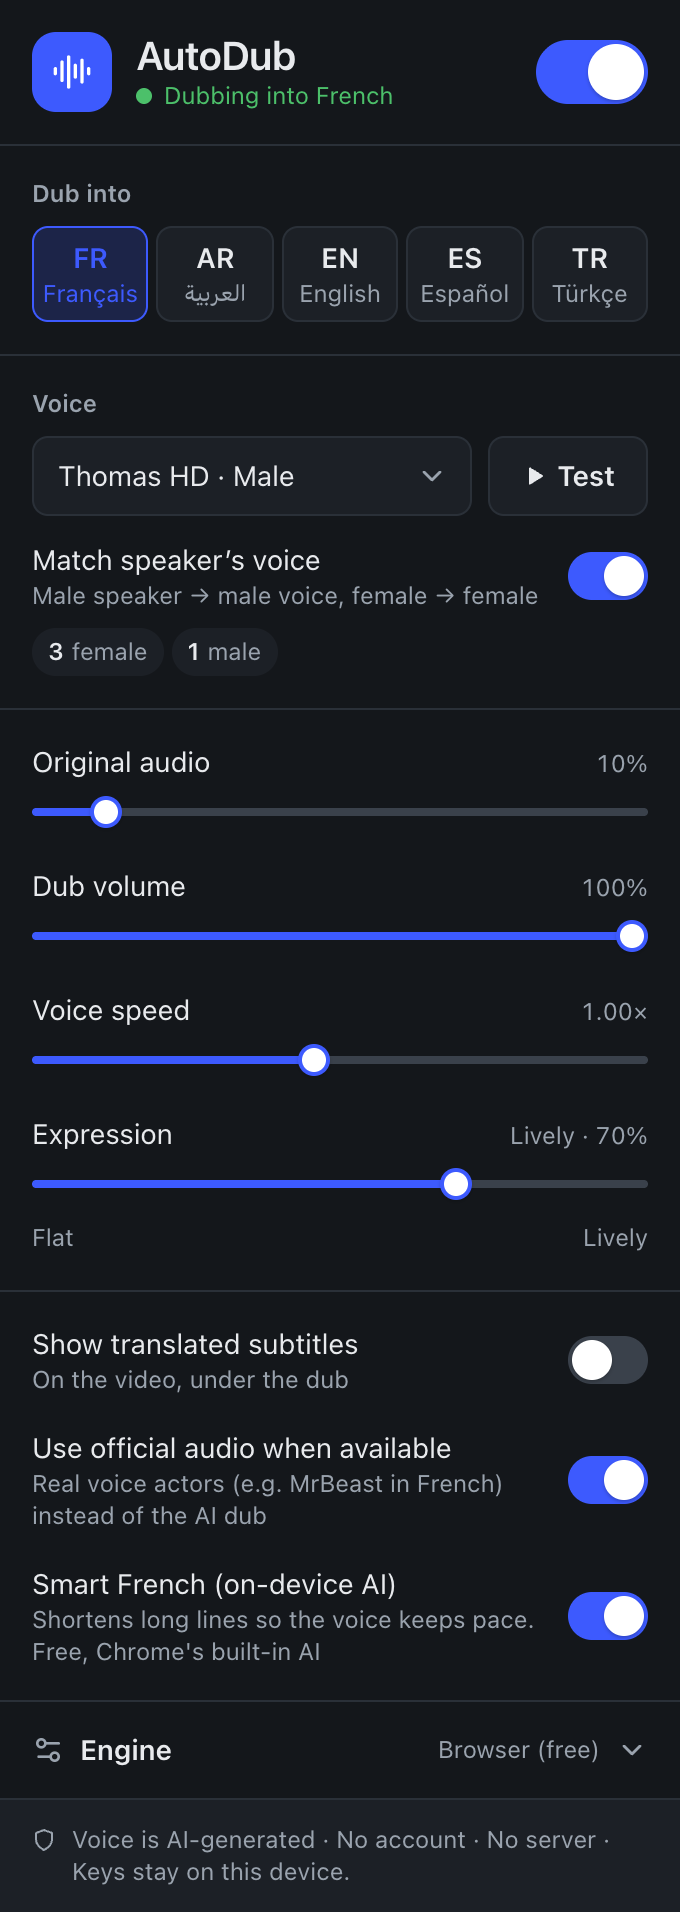 AutoDub
Dubbing into French
Dub into
FR
Français
AR
العربية
EN
English
ES
Español
TR
Türkçe
Voice
Thomas HD · Male
Test
Match speaker’s voice
Male speaker → male voice, female → female
3 female
1 male
Original audio
10%
Dub volume
100%
Voice speed
1.00×
Expression
Lively · 70%
Flat
Lively
Show translated subtitles
On the video, under the dub
Use official audio when available
Real voice actors (e.g. MrBeast in French)
instead of the AI dub
Smart French (on-device AI)
Shortens long lines so the voice keeps pace.
Free, Chrome's built-in AI
Engine
Browser (free)
Voice is AI-generated · No account · No server ·
Keys stay on this device.